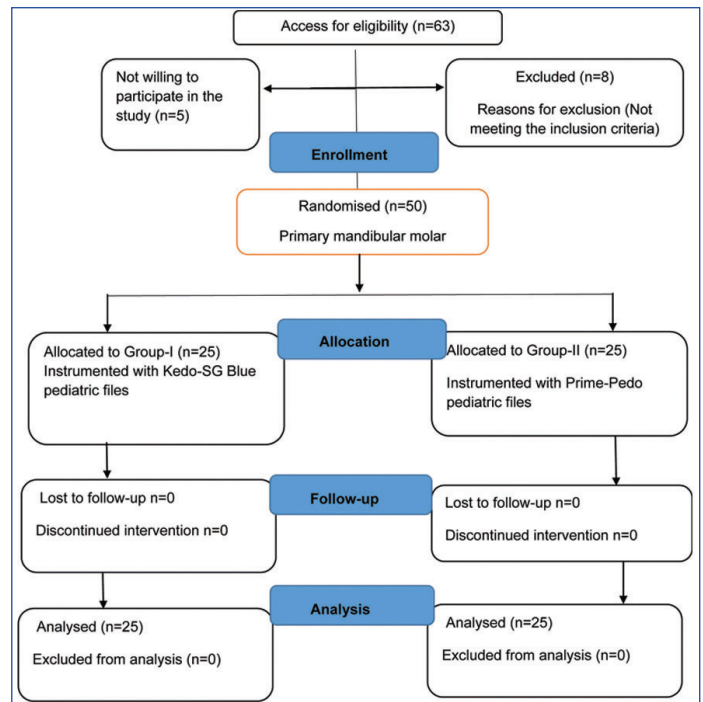 Access for eligibility (n=63)
Not willing to
participate in the
study (n=5)
Excluded (n=8)
Reasons for exclusion (Not
meeting the inclusion criteria)
Enrollment
Randomised (n=50)
Primary mandibular molar
Allocation
Allocated to Group-I (n=25)
Instrumented with Kedo-SG Blue
pediatric files
Allocated to Group-II (n=25)
Instrumented with Prime-Pedo
pediatric files
Follow-up
Lost to follow-up n=0
Discontinued intervention n=0
Lost to follow-up n=0
Discontinued intervention n=0
Analysis
Analysed (n=25)
Excluded from analysis (n=0)
Analysed (n=25)
Excluded from analysis (n=0)